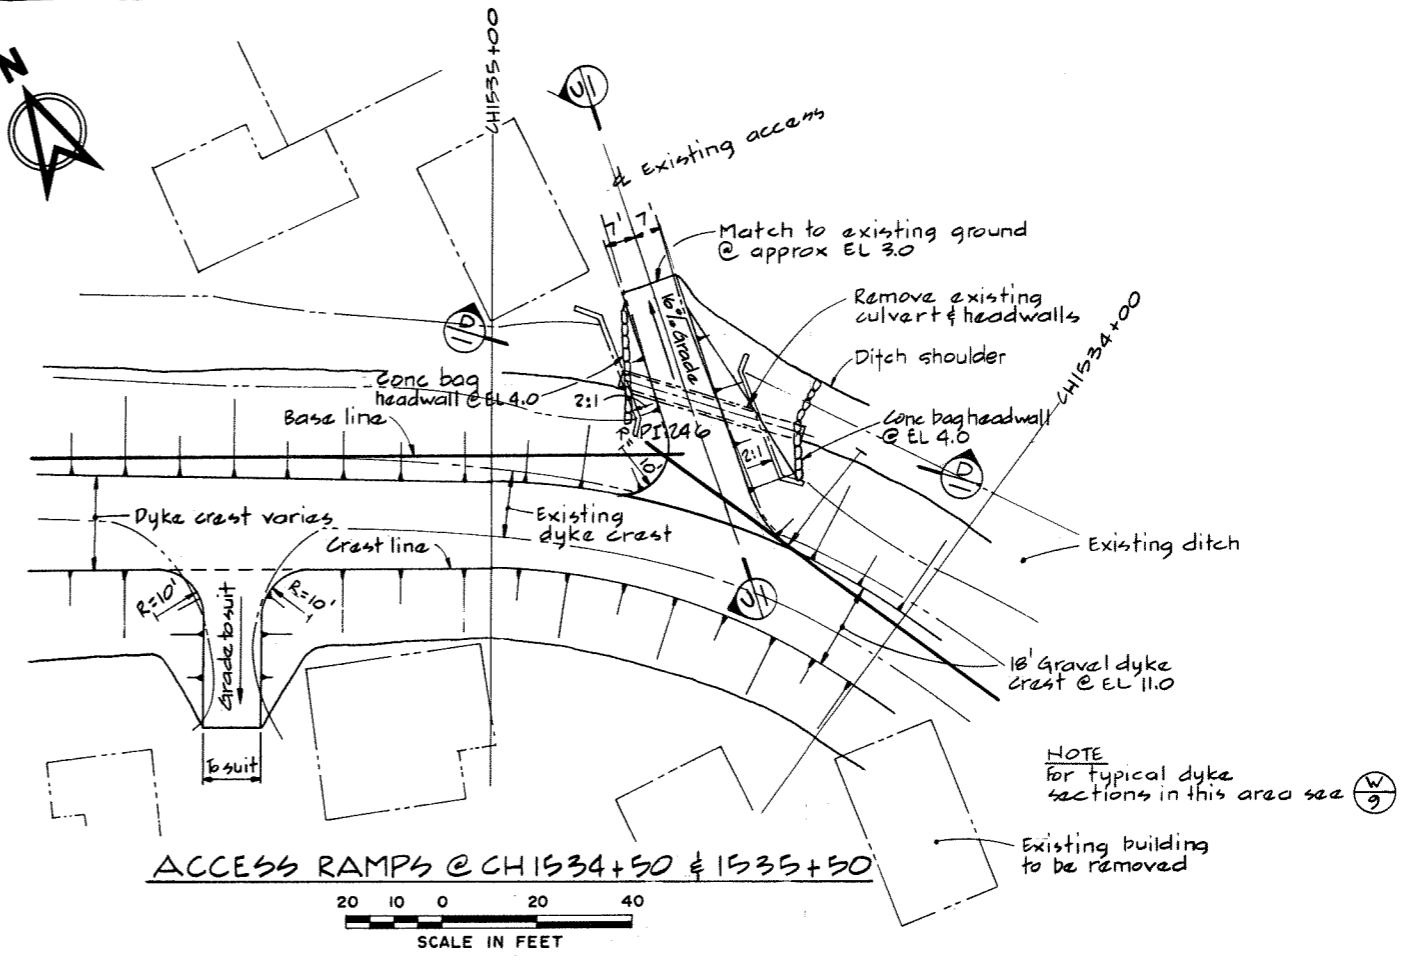 N
CH1535+00
U
1
Existing access
7'
7'
Match to existing ground
@ approx EL 3.0
16% Grade
Remove existing
culvert & headwalls
CH1534+00
D
11
Ditch shoulder
Conc bag
headwall @ EL 4.0
2:1
Base line
PI:246
R=10'
Conc bag headwall
@ EL 4.0
2:1
D
11
Dyke crest varies
Existing
dyke crest
Crest line
Existing ditch
R=10'
R=10'
Grade to suit
U
1
18' Gravel dyke
crest @ EL 11.0
To suit
NOTE
For typical dyke
sections in this area see
W
9
Existing building
to be removed
ACCESS RAMPS @ CH1534+50 & 1535+50
20 10 0 20 40
SCALE IN FEET